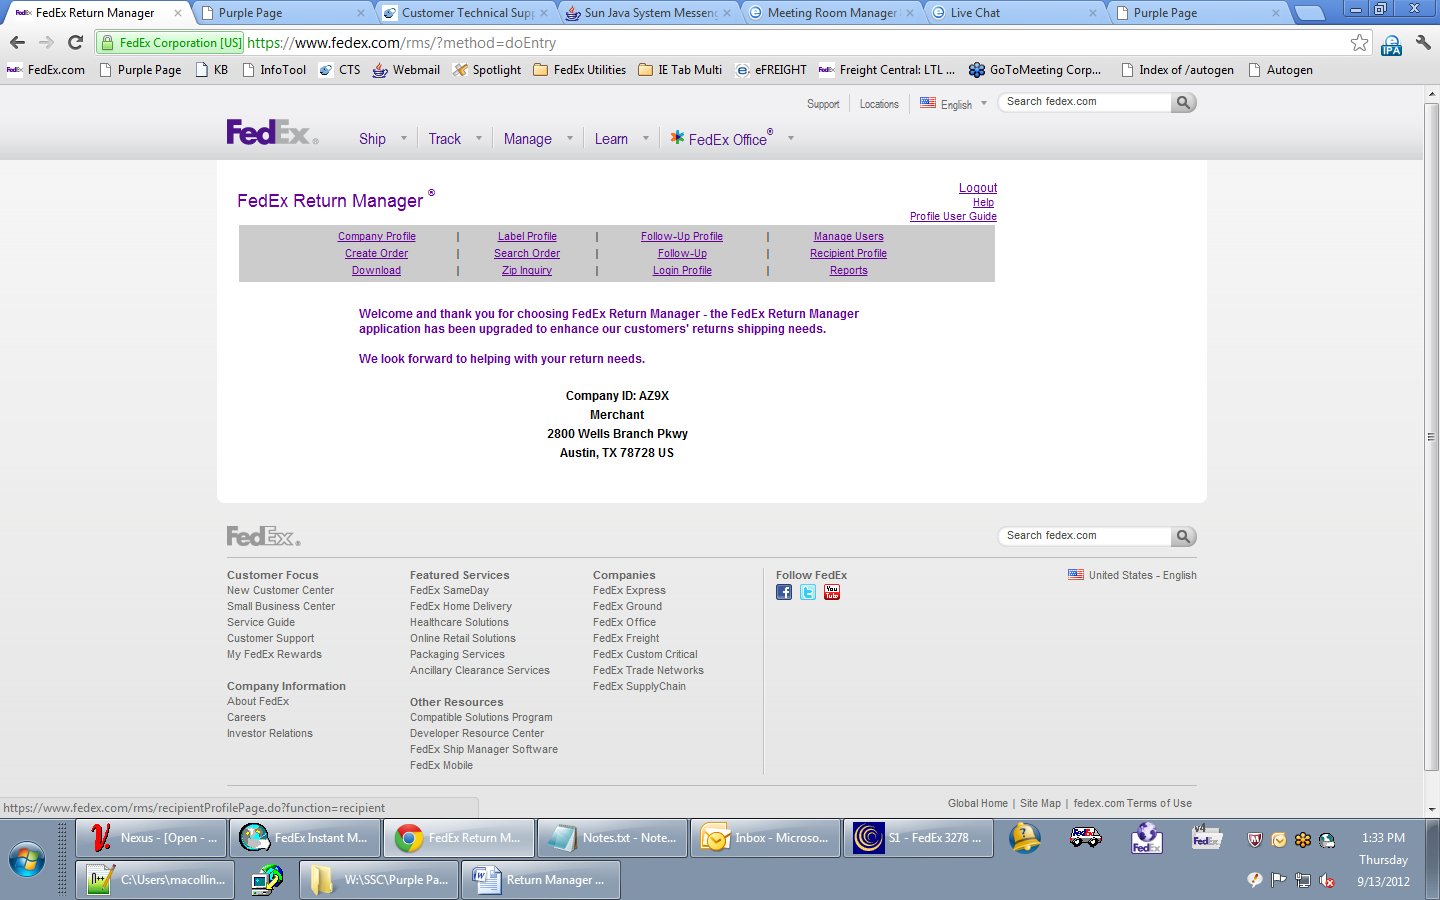 FedEx Return Manager
Purple Page
Customer Technical Supp
Sun Java System Messeng
Meeting Room Manager
Live Chat
Purple Page
FedEx Corporation [US]
https://www.fedex.com/rms/?method=doEntry
FedEx.com
Purple Page
KB
InfoTool
CTS
Webmail
Spotlight
FedEx Utilities
IE Tab Multi
eFREIGHT
Freight Central: LTL ...
GoToMeeting Corp...
Index of /autogen
Autogen
Support
Locations
English
Search fedex.com
FedEx®
Ship
Track
Manage
Learn
FedEx Office®
FedEx Return Manager ®
Logout
Help
Profile User Guide
Company Profile | Label Profile | Follow-Up Profile | Manage Users
Create Order | Search Order | Follow-Up | Recipient Profile
Download | Zip Inquiry | Login Profile | Reports
Welcome and thank you for choosing FedEx Return Manager - the FedEx Return Manager
application has been upgraded to enhance our customers' returns shipping needs.
We look forward to helping with your return needs.
Company ID: AZ9X
Merchant
2800 Wells Branch Pkwy
Austin, TX 78728 US
FedEx®
Search fedex.com
Customer Focus
New Customer Center
Small Business Center
Service Guide
Customer Support
My FedEx Rewards
Company Information
About FedEx
Careers
Investor Relations
Featured Services
FedEx SameDay
FedEx Home Delivery
Healthcare Solutions
Online Retail Solutions
Packaging Services
Ancillary Clearance Services
Other Resources
Compatible Solutions Program
Developer Resource Center
FedEx Ship Manager Software
FedEx Mobile
Companies
FedEx Express
FedEx Ground
FedEx Office
FedEx Freight
FedEx Custom Critical
FedEx Trade Networks
FedEx SupplyChain
Follow FedEx
United States - English
Global Home | Site Map | fedex.com Terms of Use
https://www.fedex.com/rms/recipientProfilePage.do?function=recipient
Nexus - [Open - ...
FedEx Instant M...
FedEx Return M...
Notes.txt - Note...
Inbox - Microso...
S1 - FedEx 3278 ...
C:\Users\macollin...
W:\SSC\Purple Pa...
Return Manager ...
1:33 PM
Thursday
9/13/2012